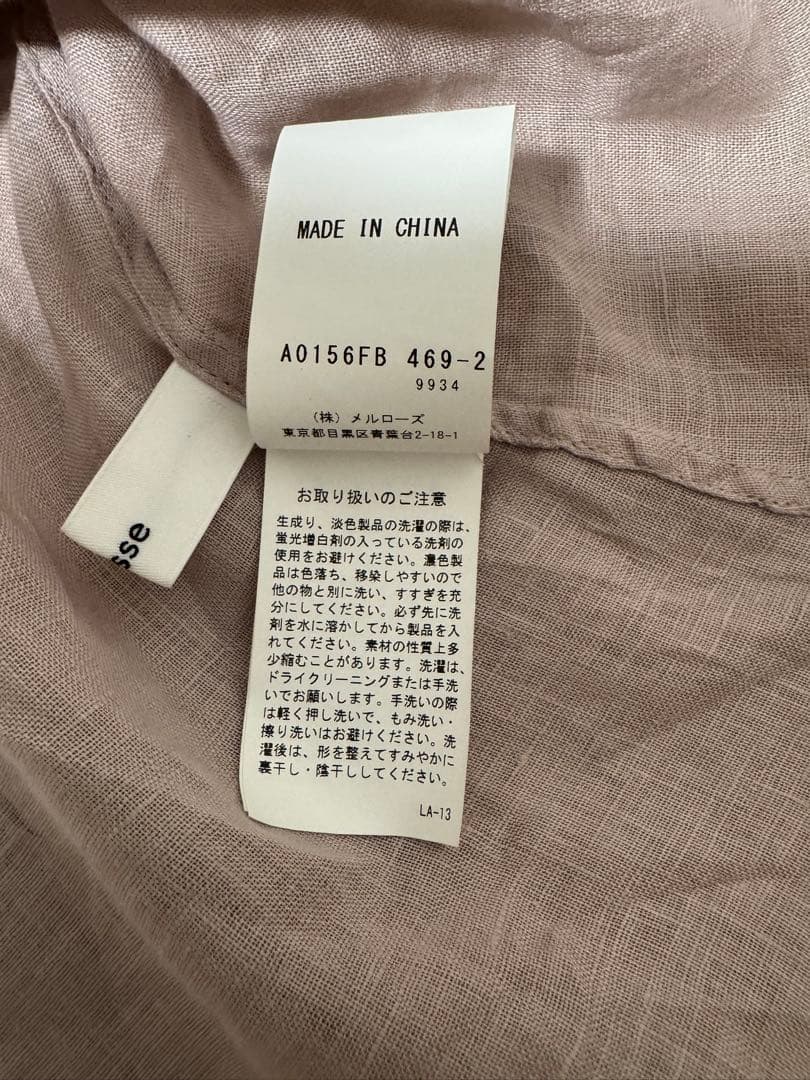 MADE IN CHINA
A0156FB 469-2
9934
(株) メルローズ
東京都目黒区青葉台2-18-1
sse
お取り扱いのご注意
生成り、淡色製品の洗濯の際は、
蛍光増白剤の入っている洗剤の
使用をお避けください。濃色製
品は色落ち、移染しやすいので
他の物と別に洗い、すすぎを充
分にしてください。必ず先に洗
剤を水に溶かしてから製品を入
れてください。素材の性質上多
少縮むことがあります。洗濯は、
ドライクリーニングまたは手洗
いでお願いします。手洗いの際
は軽く押し洗いで、もみ洗い・
擦り洗いはお避けください。洗
濯後は、形を整えてすみやかに
裏干し・陰干ししてください。
LA-13